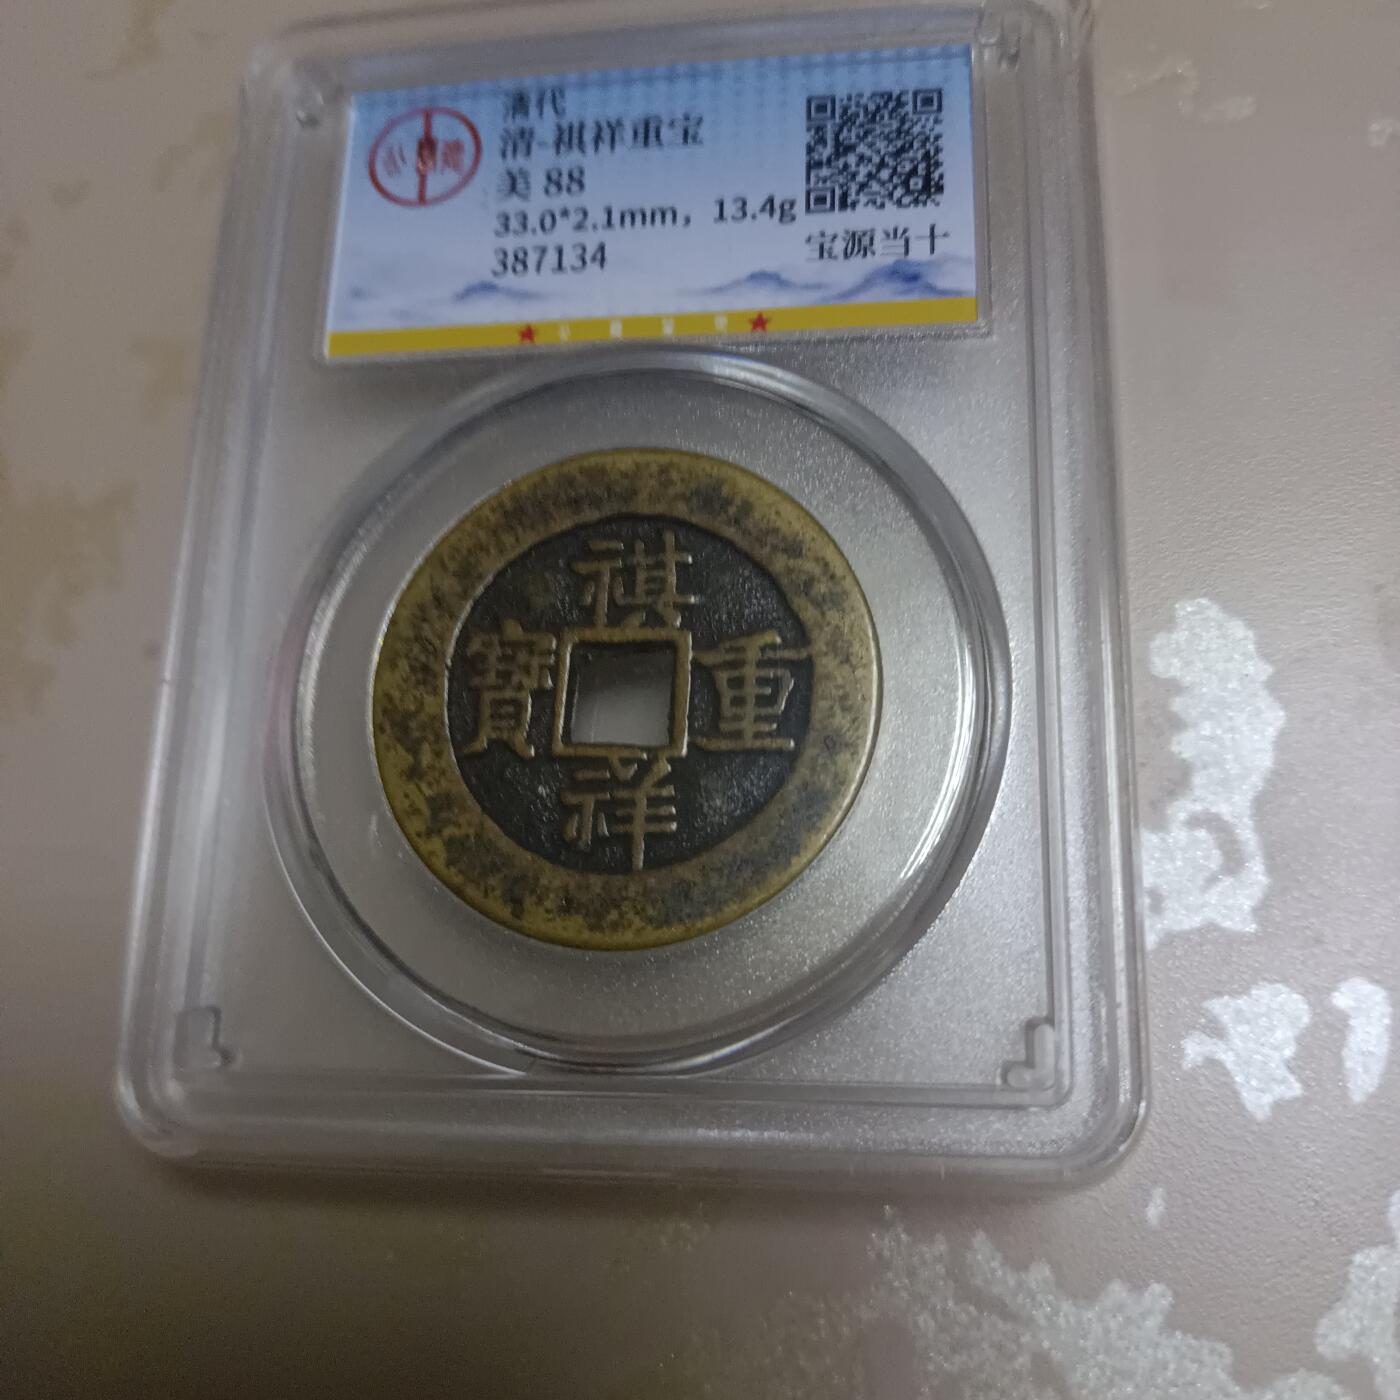 清代
清-祺祥重宝
美 88
33.0*2.1mm，13.4g
387134
宝源当十
祺
寶 重
祥